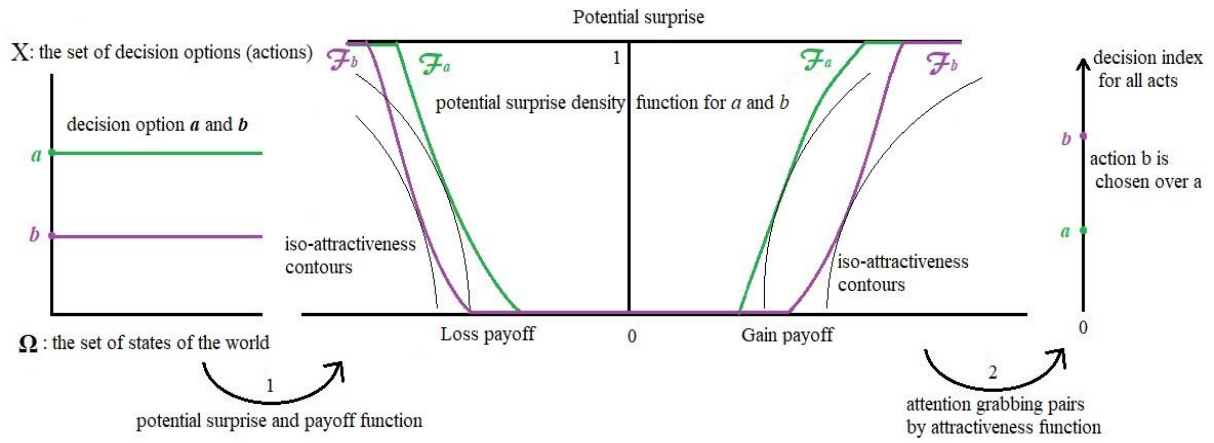 Potential surprise
X: the set of decision options (actions)
decision option a and b
a
b
Ω : the set of states of the world
1
potential surprise and payoff function
ℱb
ℱa
1
ℱa
ℱb
potential surprise density function for a and b
iso-attractiveness
contours
iso-attractiveness
contours
Loss payoff
0
Gain payoff
2
attention grabbing pairs
by attractiveness function
decision index
for all acts
b
action b is
chosen over a
a
0